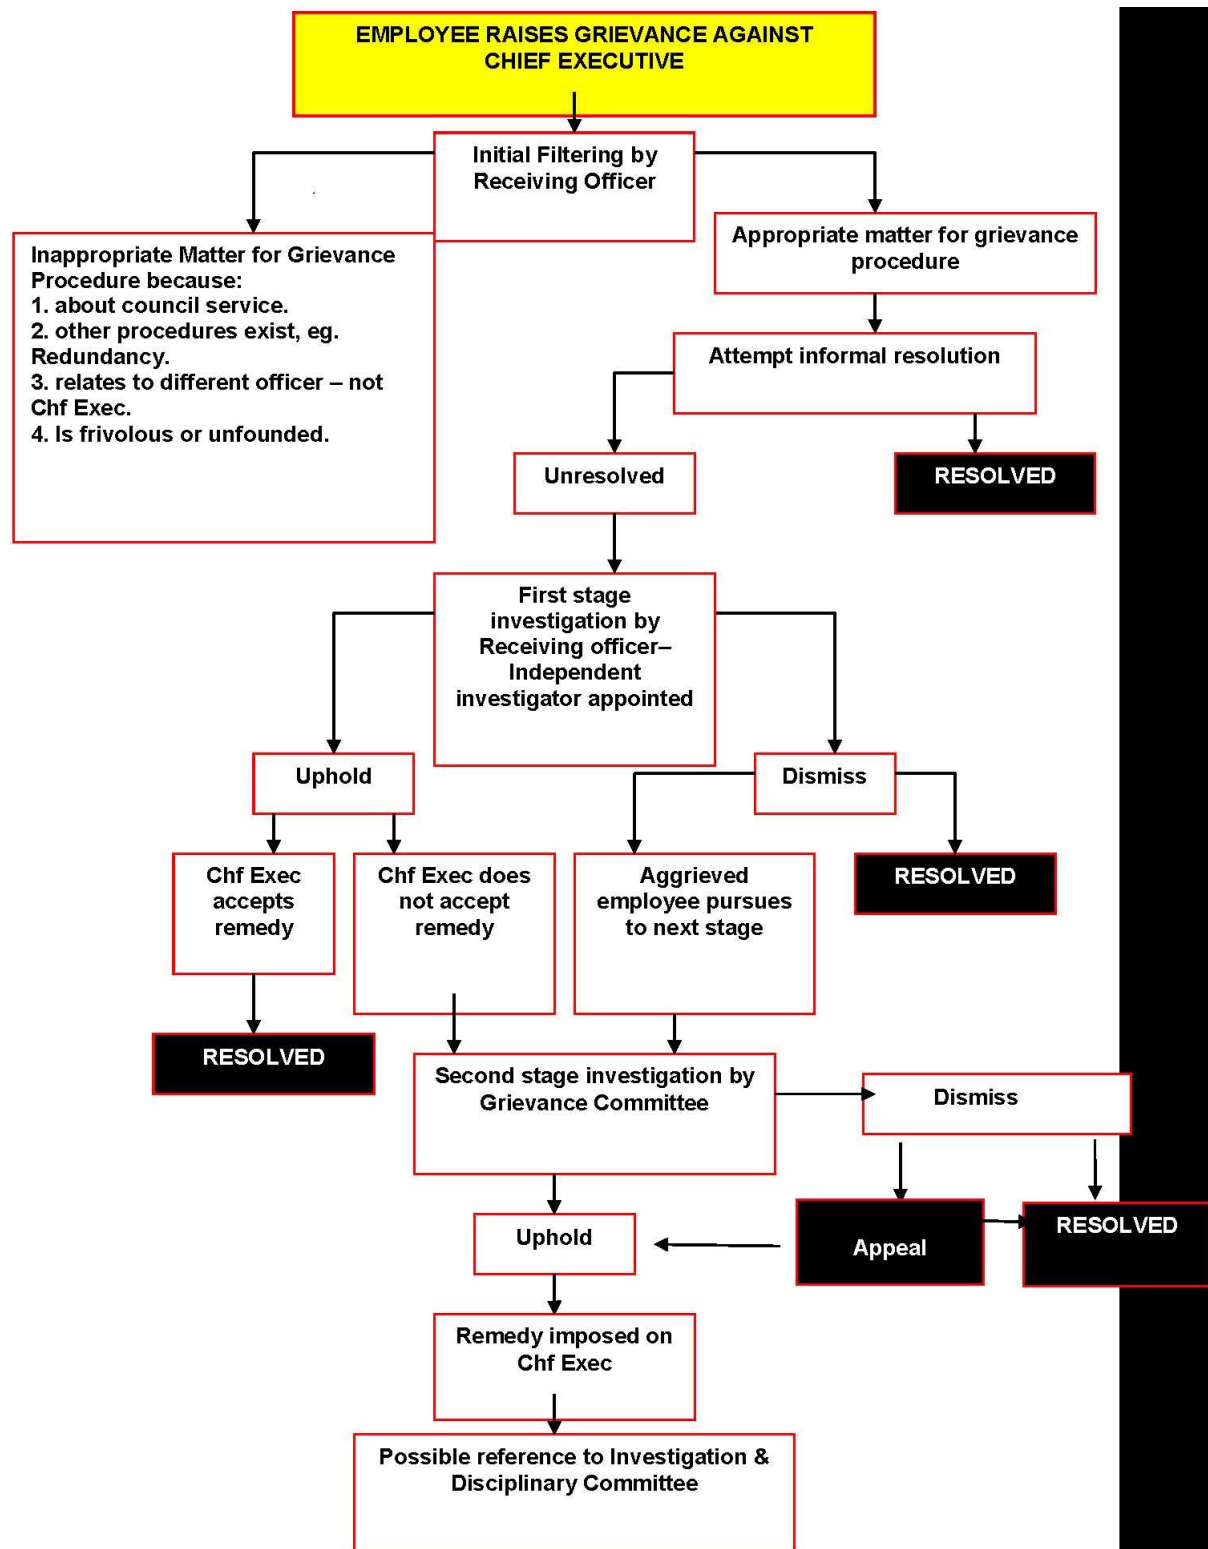 EMPLOYEE RAISES GRIEVANCE AGAINST
CHIEF EXECUTIVE
Initial Filtering by
Receiving Officer
Inappropriate Matter for Grievance
Procedure because:
1. about council service.
2. other procedures exist, eg.
Redundancy.
3. relates to different officer – not
Chf Exec.
4. Is frivolous or unfounded.
Appropriate matter for grievance
procedure
Attempt informal resolution
Unresolved
RESOLVED
First stage
investigation by
Receiving officer–
Independent
investigator appointed
Uphold
Dismiss
Chf Exec
accepts
remedy
Chf Exec does
not accept
remedy
Aggrieved
employee pursues
to next stage
RESOLVED
RESOLVED
Second stage investigation by
Grievance Committee
Dismiss
Uphold
Appeal
RESOLVED
Remedy imposed on
Chf Exec
Possible reference to Investigation &
Disciplinary Committee